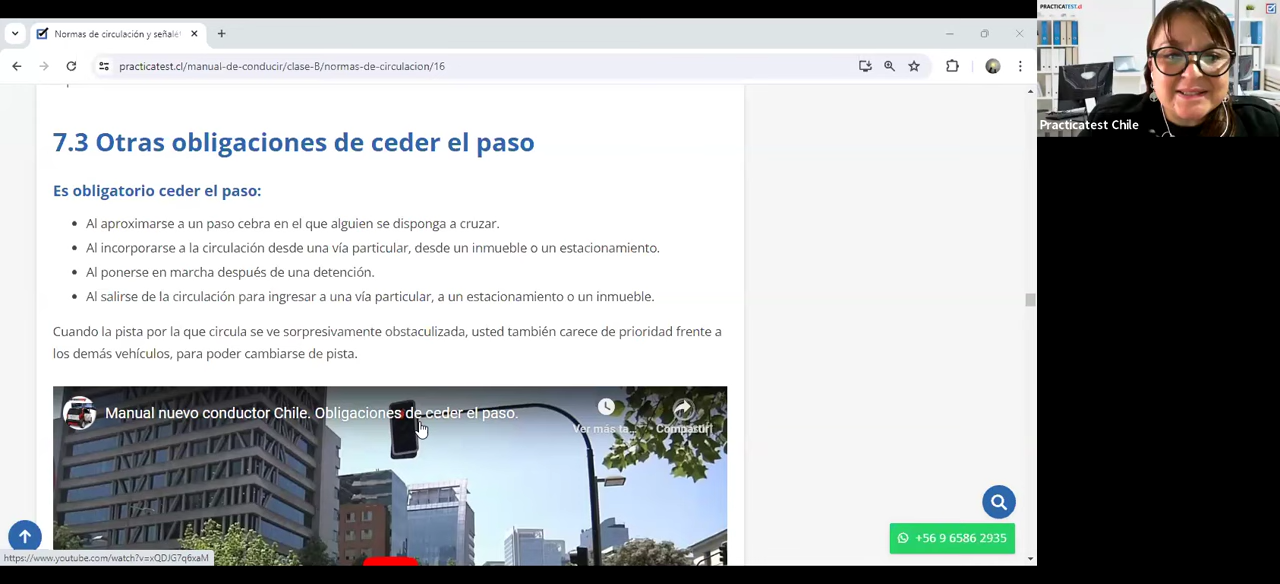 Normas de circulación y señale
practicatest.cl/manual-de-conducir/clase-B/normas-de-circulacion/16
PRACTICATEST.cl
Practicatest Chile
7.3 Otras obligaciones de ceder el paso
Es obligatorio ceder el paso:
Al aproximarse a un paso cebra en el que alguien se disponga a cruzar.
Al incorporarse a la circulación desde una vía particular, desde un inmueble o un estacionamiento.
Al ponerse en marcha después de una detención.
Al salirse de la circulación para ingresar a una vía particular, a un estacionamiento o un inmueble.
Cuando la pista por la que circula se ve sorpresivamente obstaculizada, usted también carece de prioridad frente a
los demás vehículos, para poder cambiarse de pista.
Manual nuevo conductor Chile. Obligaciones de ceder el paso.
Ver más ta... Compartir
+56 9 6586 2935
https://www.youtube.com/watch?v=xQDJG7q6xaM